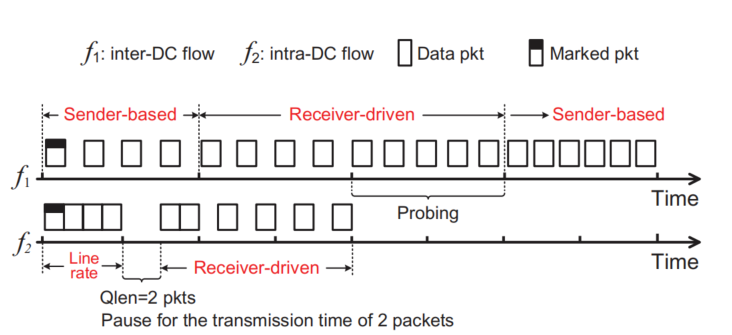 f1: inter-DC flow f2: intra-DC flow Data pkt Marked pkt
Sender-based Receiver-driven Sender-based
f1
Time
Probing
f2
Time
Line
rate
Receiver-driven
Qlen=2 pkts
Pause for the transmission time of 2 packets